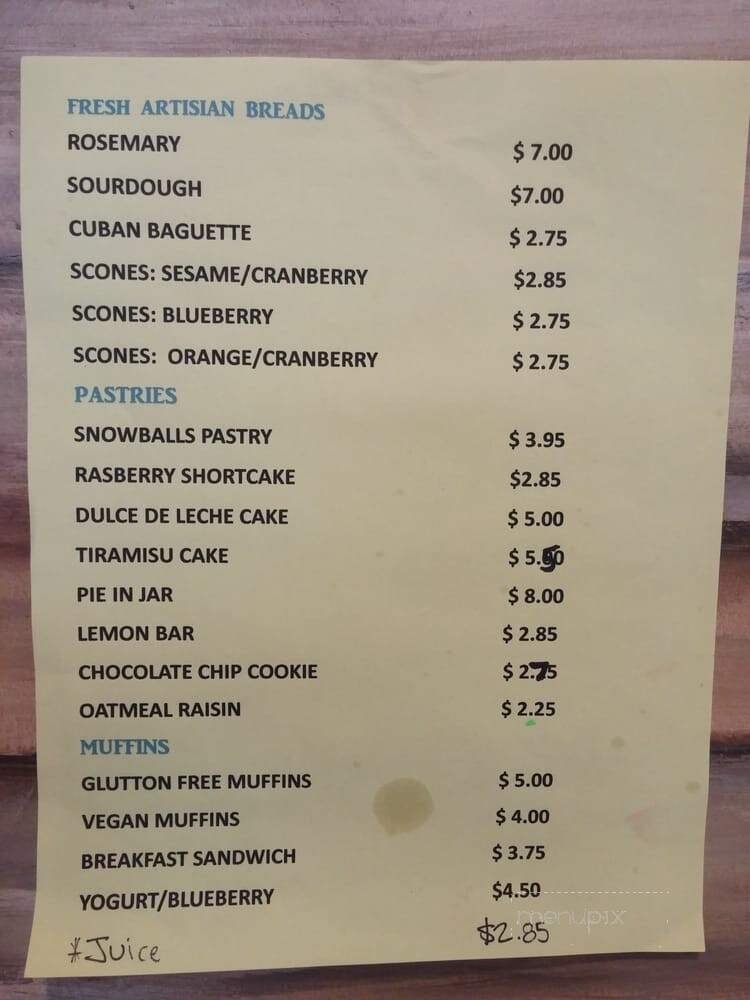 FRESH ARTISIAN BREADS
ROSEMARY $ 7.00
SOURDOUGH $7.00
CUBAN BAGUETTE $ 2.75
SCONES: SESAME/CRANBERRY $2.85
SCONES: BLUEBERRY $ 2.75
SCONES: ORANGE/CRANBERRY $ 2.75
PASTRIES
SNOWBALLS PASTRY $ 3.95
RASBERRY SHORTCAKE $2.85
DULCE DE LECHE CAKE $ 5.00
TIRAMISU CAKE $ 5.50
PIE IN JAR $ 8.00
LEMON BAR $ 2.85
CHOCOLATE CHIP COOKIE $ 2.75
OATMEAL RAISIN $ 2.25
MUFFINS
GLUTTON FREE MUFFINS $ 5.00
VEGAN MUFFINS $ 4.00
BREAKFAST SANDWICH $ 3.75
YOGURT/BLUEBERRY $4.50
menupix
*Juice $2.85